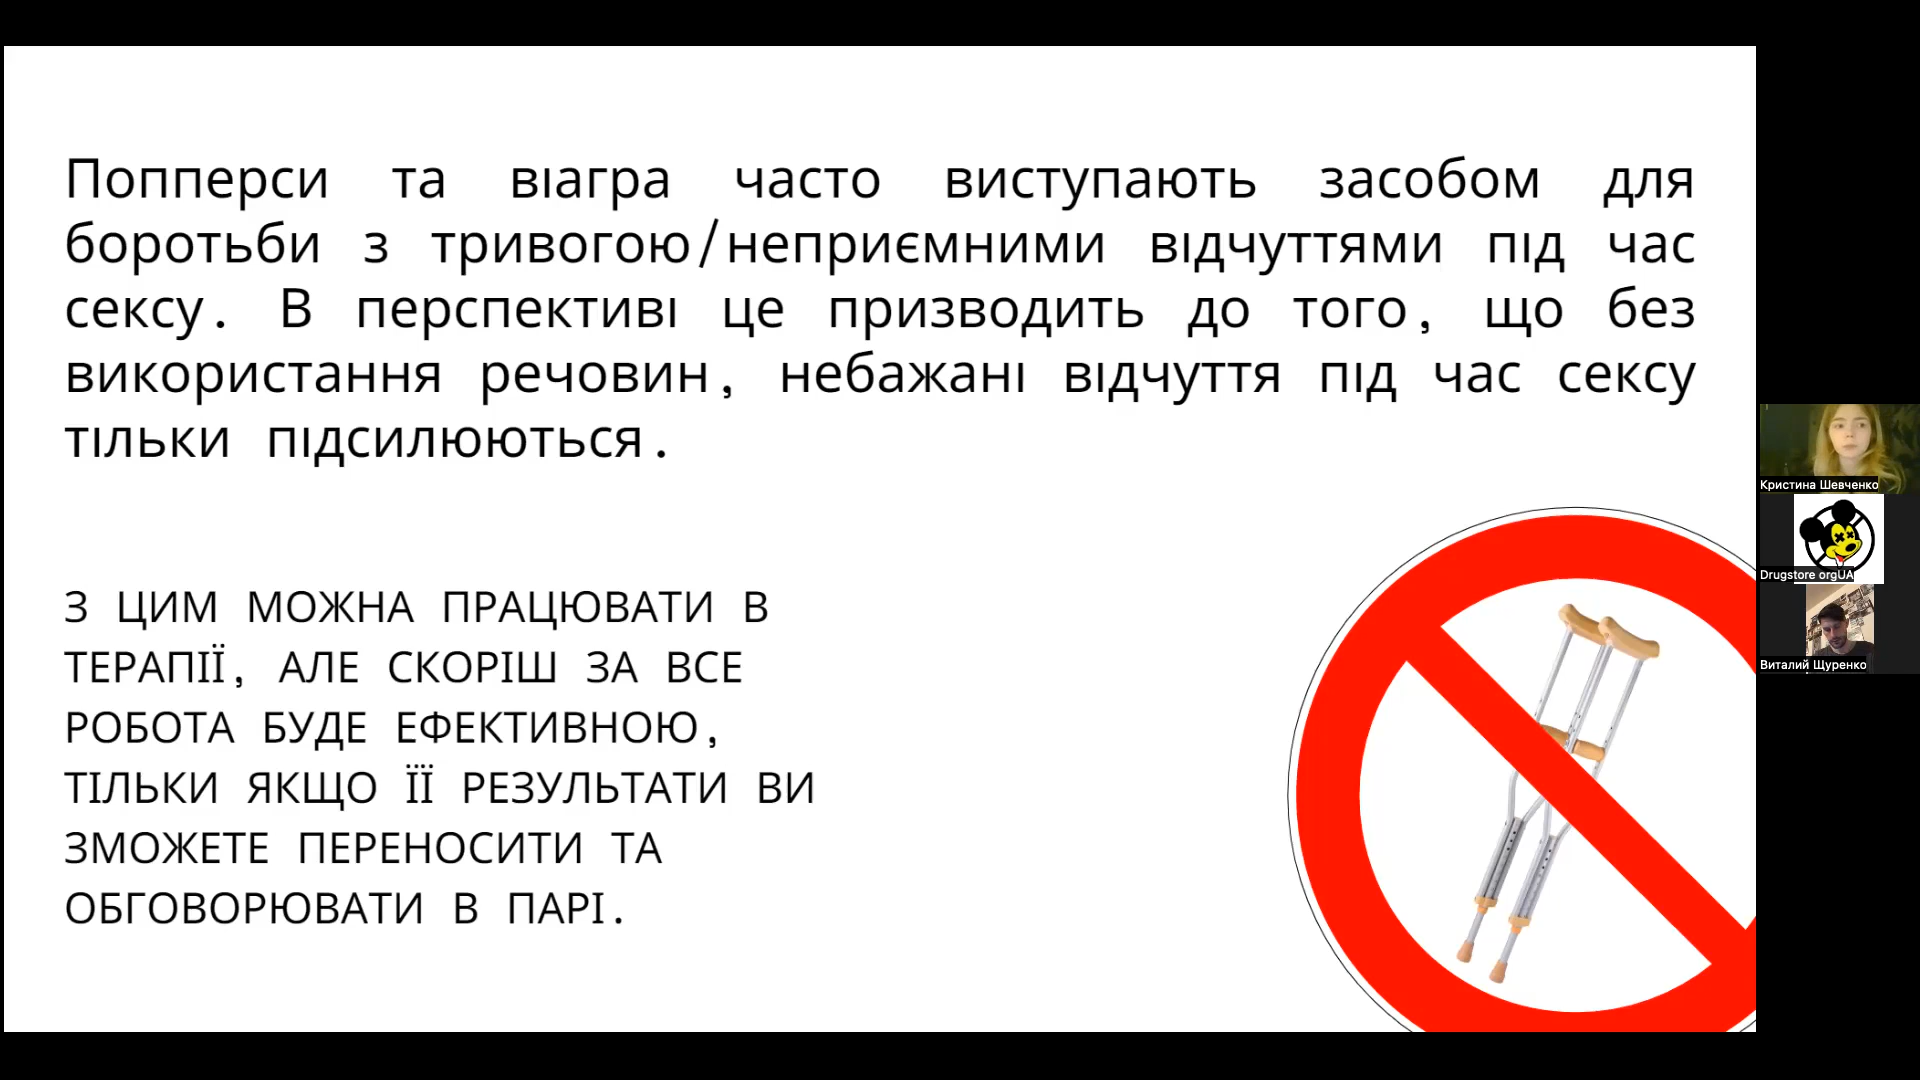 Попперси та віагра часто виступають засобом для
боротьби з тривогою/неприємними відчуттями під час
сексу. В перспективі це призводить до того, що без
використання речовин, небажані відчуття під час сексу
тільки підсилюються.
З ЦИМ МОЖНА ПРАЦЮВАТИ В
ТЕРАПІЇ, АЛЕ СКОРІШ ЗА ВСЕ
РОБОТА БУДЕ ЕФЕКТИВНОЮ,
ТІЛЬКИ ЯКЩО ЇЇ РЕЗУЛЬТАТИ ВИ
ЗМОЖЕТЕ ПЕРЕНОСИТИ ТА
ОБГОВОРЮВАТИ В ПАРІ.
Кристина Шевченко
Drugstore orgUA
Виталий Щуренко